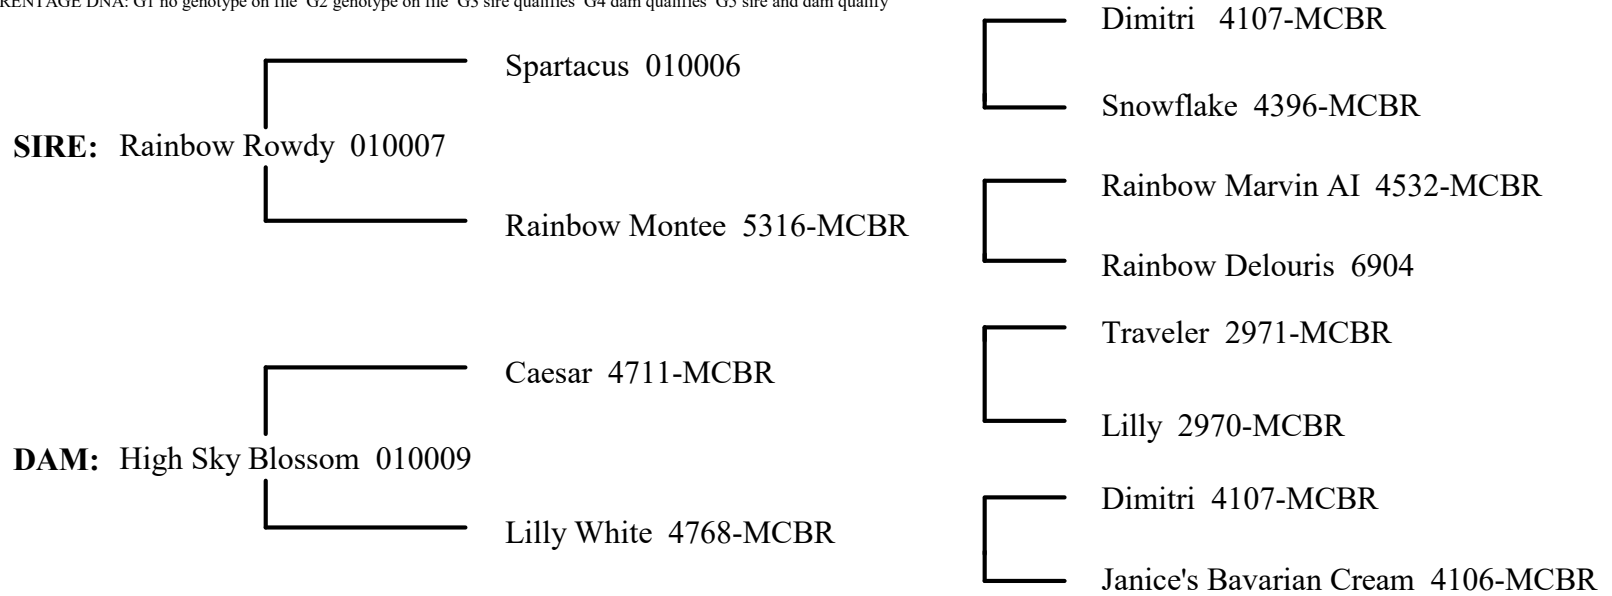 RENTAGE DNA: G1 no genotype on file G2 genotype on file G3 sire qualifies G4 dam qualifies G5 sire and dam qualify
Dimitri 4107-MCBR
Spartacus 010006
Snowflake 4396-MCBR
SIRE: Rainbow Rowdy 010007
Rainbow Marvin AI 4532-MCBR
Rainbow Montee 5316-MCBR
Rainbow Delouris 6904
Traveler 2971-MCBR
Caesar 4711-MCBR
Lilly 2970-MCBR
DAM: High Sky Blossom 010009
Dimitri 4107-MCBR
Lilly White 4768-MCBR
Janice's Bavarian Cream 4106-MCBR